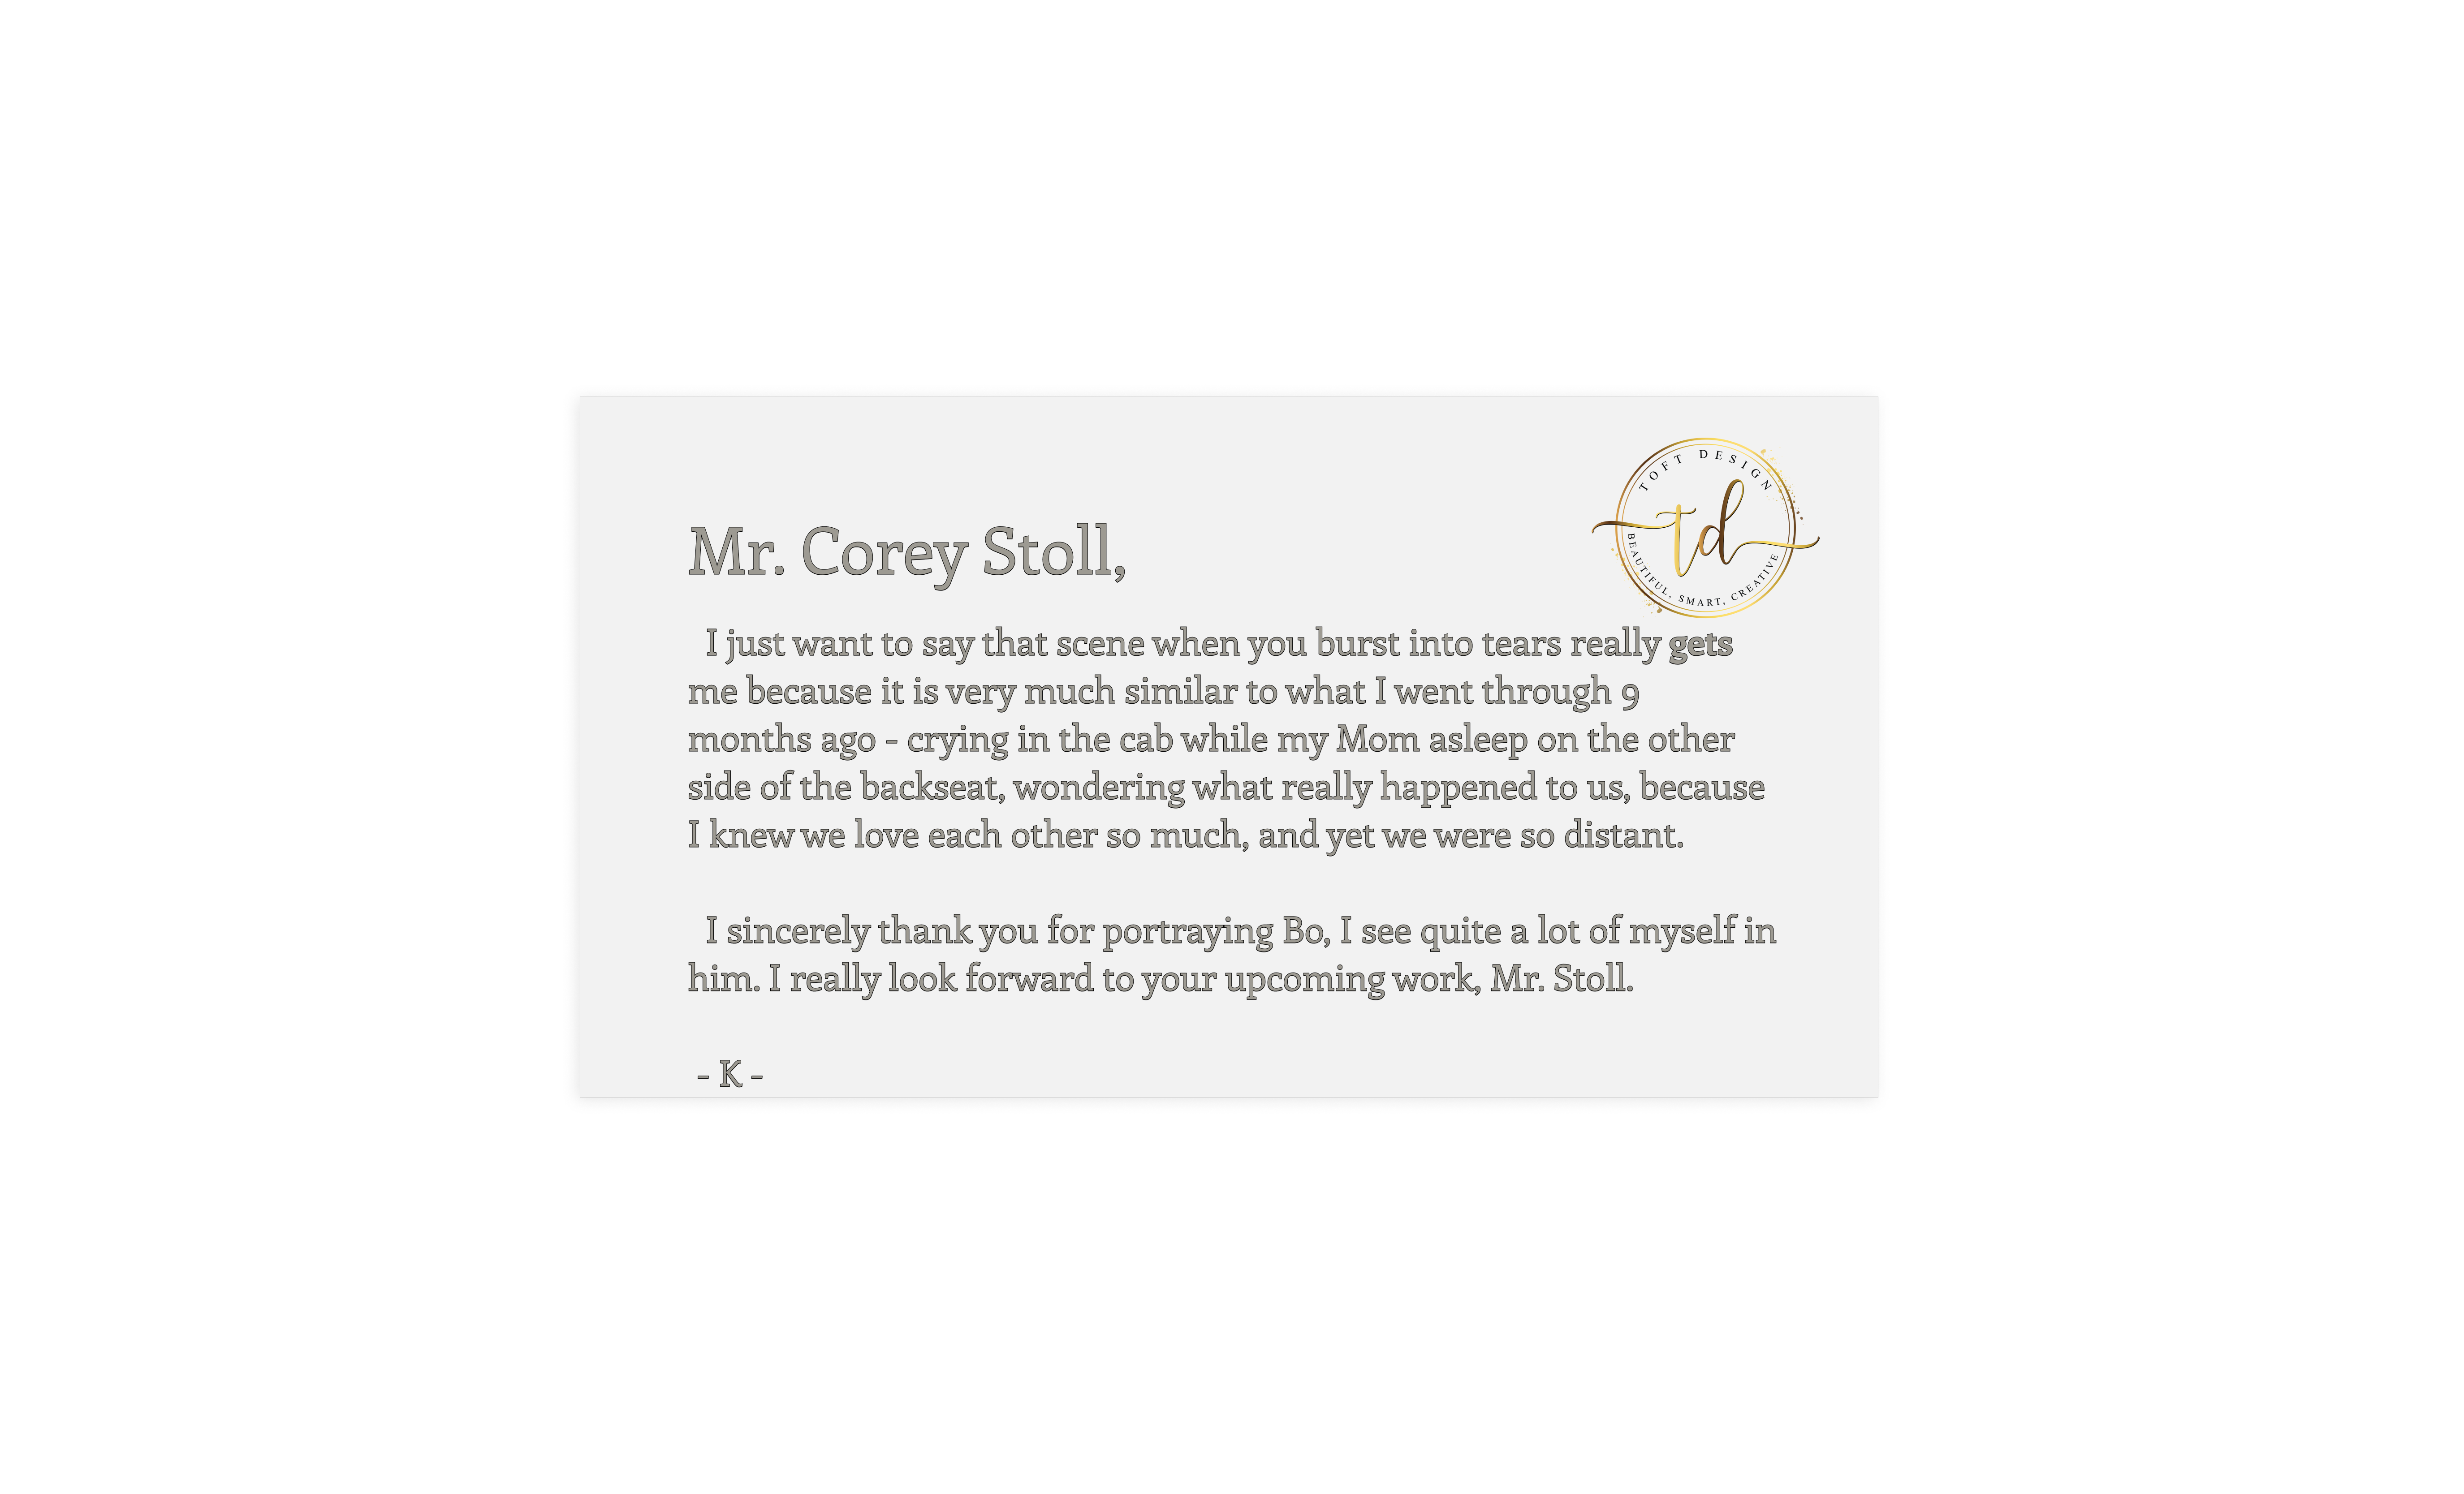 TOFT DESIGN
td
BEAUTIFUL, SMART, CREATIVE
Mr. Corey Stoll,
I just want to say that scene when you burst into tears really gets
me because it is very much similar to what I went through 9
months ago - crying in the cab while my Mom asleep on the other
side of the backseat, wondering what really happened to us, because
I knew we love each other so much, and yet we were so distant.
I sincerely thank you for portraying Bo, I see quite a lot of myself in
him. I really look forward to your upcoming work, Mr. Stoll.
- K -